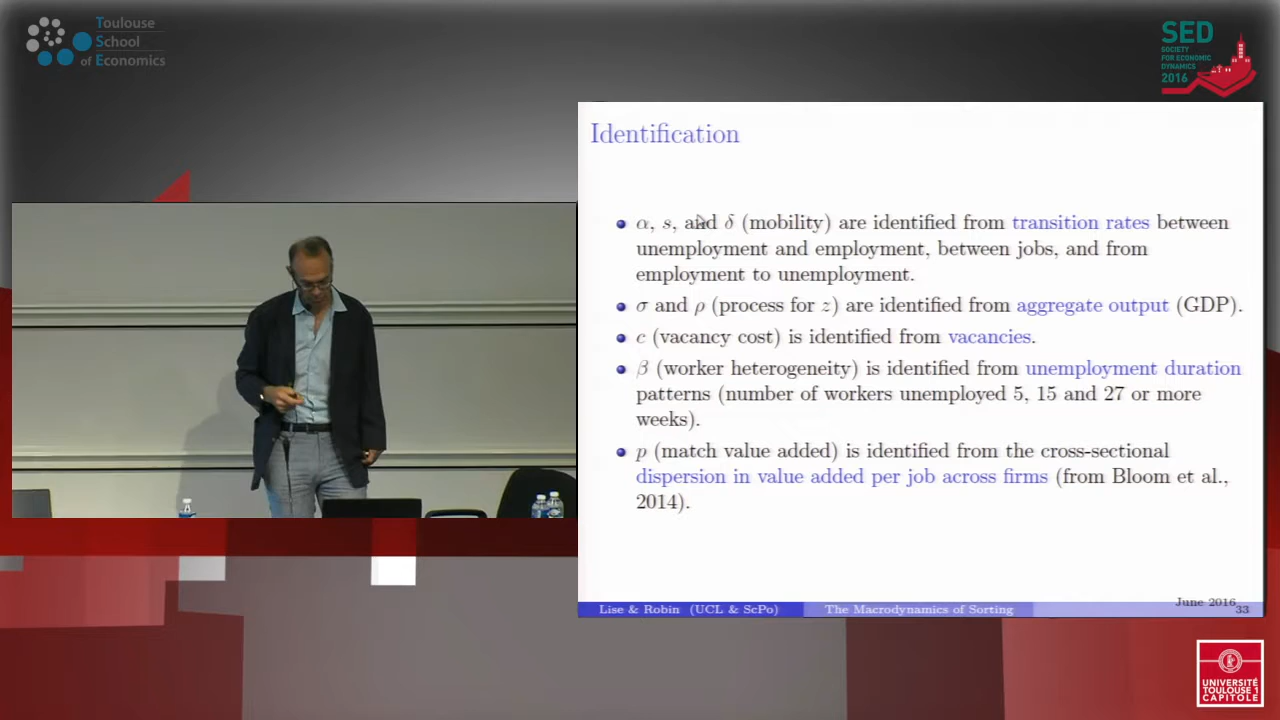 Toulouse
School
of Economics
SED
SOCIETY
FOR ECONOMIC
DYNAMICS
2016
Identification
α, s, and δ (mobility) are identified from transition rates between
unemployment and employment, between jobs, and from
employment to unemployment.
σ and ρ (process for z) are identified from aggregate output (GDP).
c (vacancy cost) is identified from vacancies.
β (worker heterogeneity) is identified from unemployment duration
patterns (number of workers unemployed 5, 15 and 27 or more
weeks).
p (match value added) is identified from the cross-sectional
dispersion in value added per job across firms (from Bloom et al.,
2014).
Lise & Robin (UCL & ScPo)
The Macrodynamics of Sorting
June 2016
33
UNIVERSITÉ
TOULOUSE 1
CAPITOLE